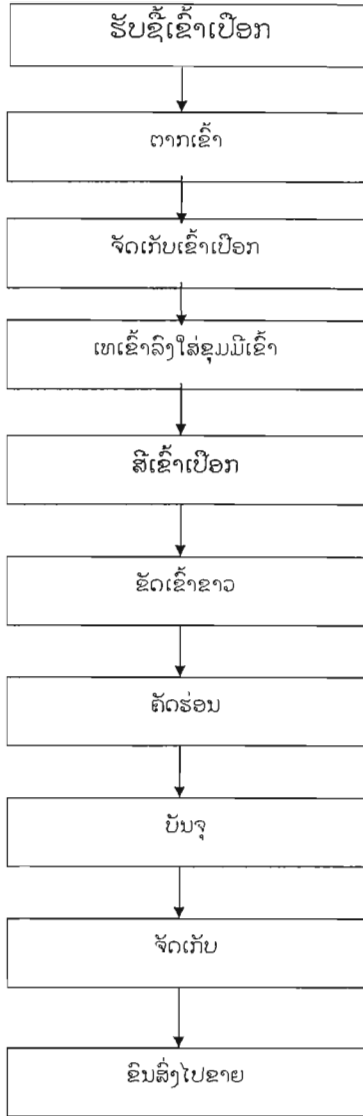 ຮັບຊື້ເຂົ້າເປືອກ
ຕາກເຂົ້າ
ຈັດເກັບເຂົ້າເປືອກ
ເທເຂົ້າລົງໃສ່ຂຸມມີເຂົ້າ
ສີເຂົ້າເປືອກ
ຂັດເຂົ້າຂາວ
ຄັດຮ່ອນ
ບັນຈຸ
ຈັດເກັບ
ຂົນສົ່ງໄປຂາຍ